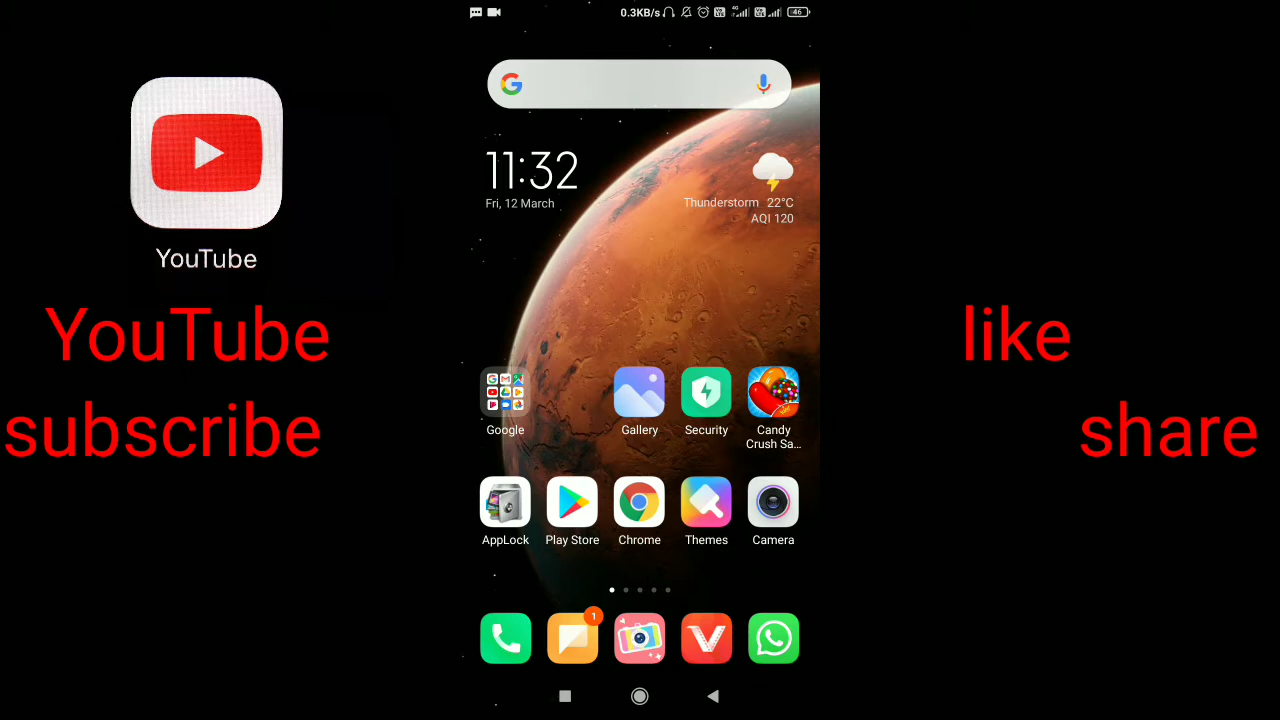 0.3KB/s
46
11:32
Fri, 12 March
Thunderstorm 22°C
AQI 120
YouTube
YouTube
subscribe
like
share
Google
Gallery
Security
Candy
Crush Sa...
AppLock
Play Store
Chrome
Themes
Camera
1